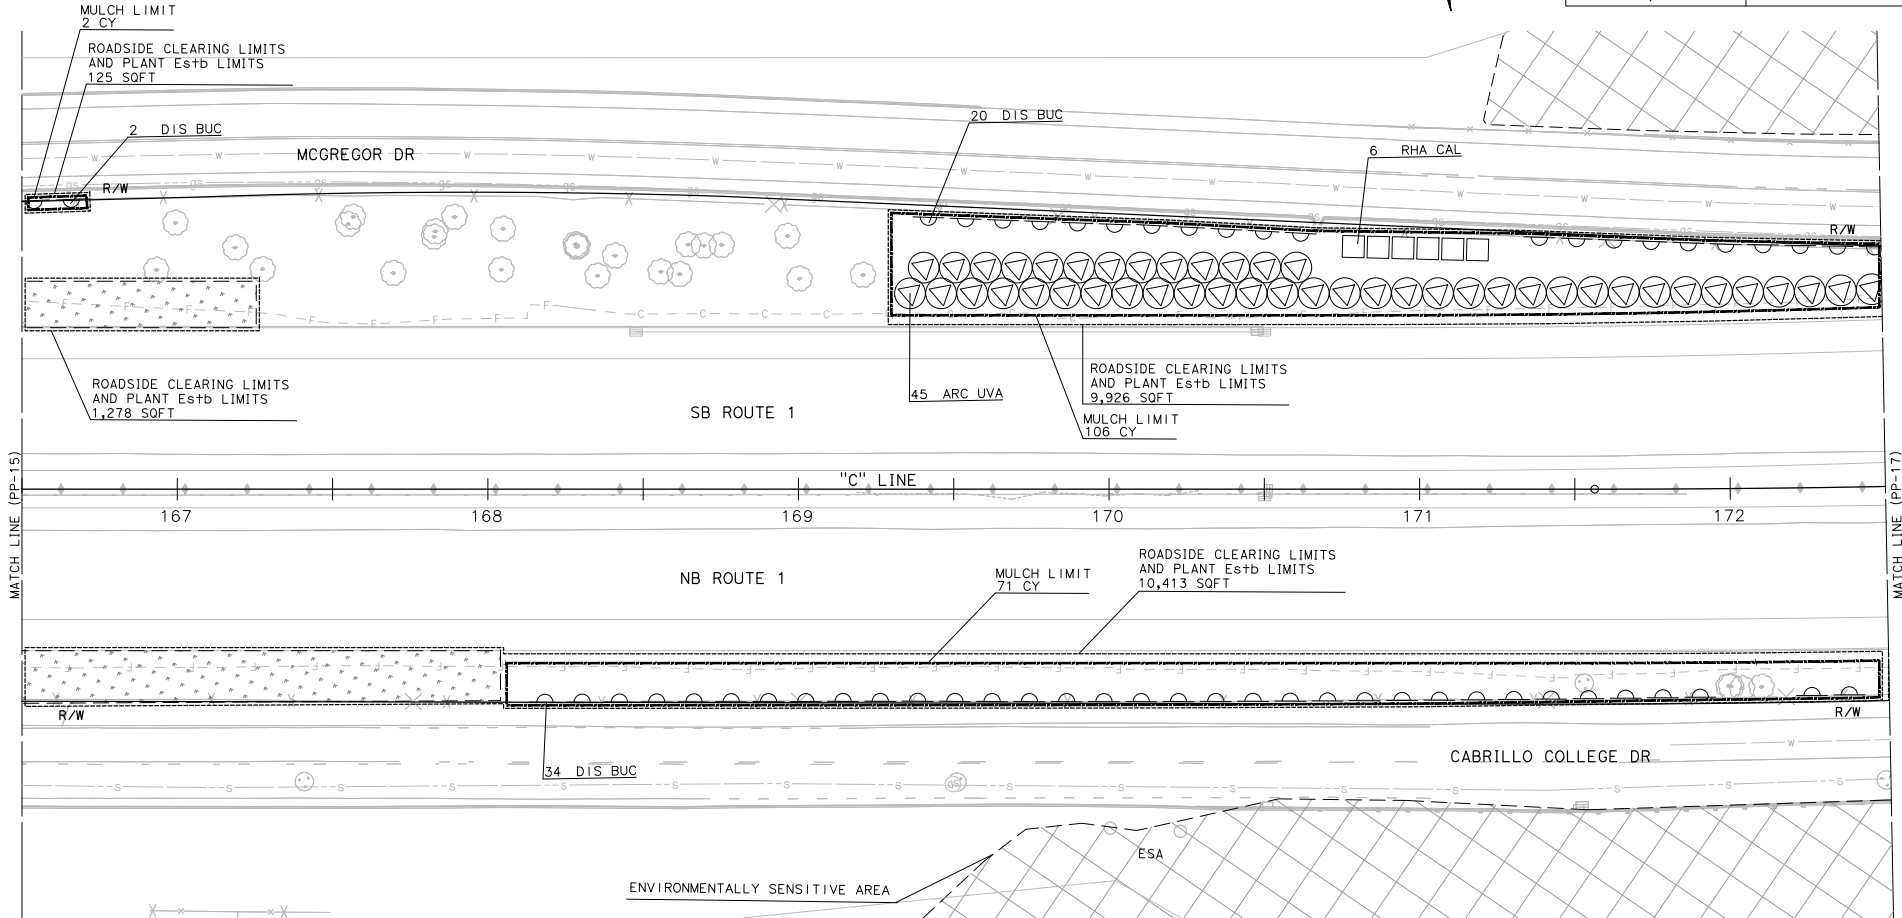 MULCH LIMIT
2 CY
ROADSIDE CLEARING LIMITS
AND PLANT Estb LIMITS
125 SQFT
2 DIS BUC
20 DIS BUC
MCGREGOR DR
6 RHA CAL
R/W
R/W
ROADSIDE CLEARING LIMITS
AND PLANT Estb LIMITS
1,278 SQFT
45 ARC UVA
ROADSIDE CLEARING LIMITS
AND PLANT Estb LIMITS
9,926 SQFT
MULCH LIMIT
106 CY
SB ROUTE 1
MATCH LINE (PP-15)
"C" LINE
MATCH LINE (PP-17)
167 168 169 170 171 172
NB ROUTE 1
MULCH LIMIT
71 CY
ROADSIDE CLEARING LIMITS
AND PLANT Estb LIMITS
10,413 SQFT
R/W
R/W
34 DIS BUC
CABRILLO COLLEGE DR
ESA
ENVIRONMENTALLY SENSITIVE AREA